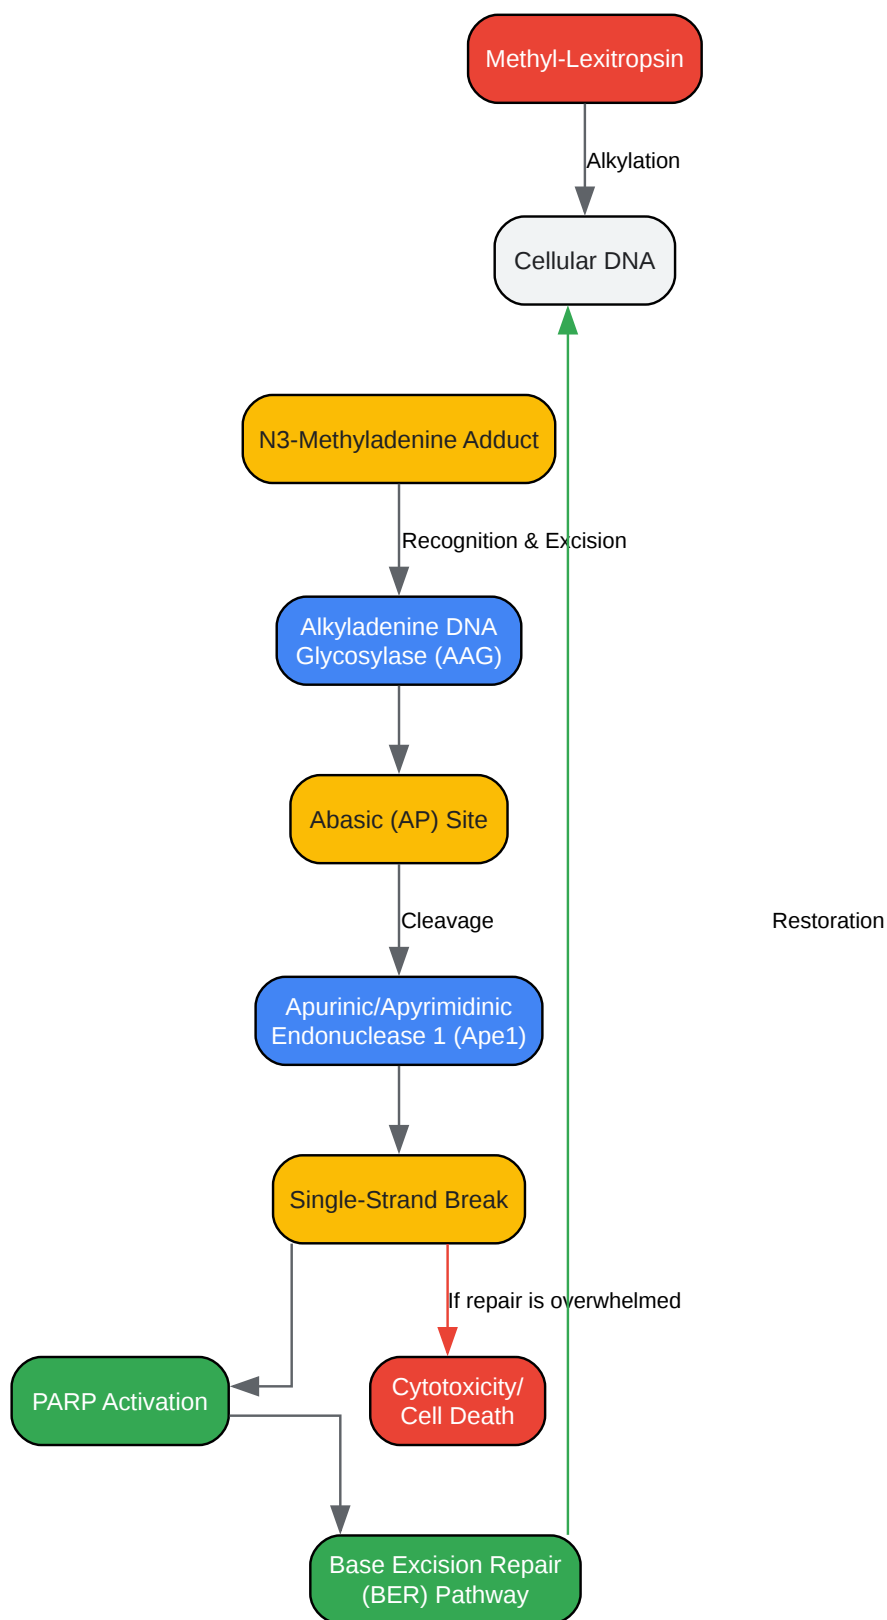 Methyl-Lexitropsin
Alkylation
Cellular DNA
N3-Methyladenine Adduct
Recognition & Excision
Alkyladenine DNA
Glycosylase (AAG)
Abasic (AP) Site
Cleavage
Restoration
Apurinic/Apyrimidinic
Endonuclease 1 (Ape1)
Single-Strand Break
If repair is overwhelmed
PARP Activation
Cytotoxicity/
Cell Death
Base Excision Repair
(BER) Pathway